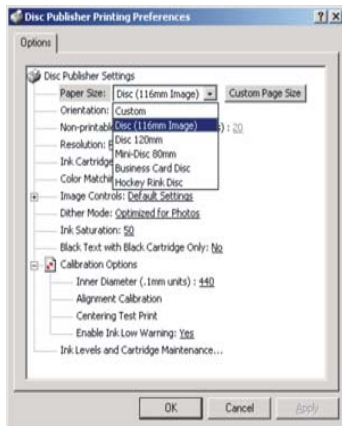 Disc Publisher Printing Preferences
Options
Disc Publisher Settings
Paper Size: Disc (116mm Image) Custom Page Size
Orientation: Custom
Disc (116mm Image)
Non-printabl ) : 20
Disc 120mm
Resolution:
Mini-Disc 80mm
Ink Cartridge
Business Card Disc
Color Matchi
Hockey Rink Disc
Image Controls: Default Settings
Dither Mode: Optimized for Photos
Ink Saturation: 50
Black Text with Black Cartridge Only: No
Calibration Options
Inner Diameter (.1mm units) : 440
Alignment Calibration
Centering Test Print
Enable Ink Low Warning: Yes
Ink Levels and Cartridge Maintenance...
OK Cancel Apply